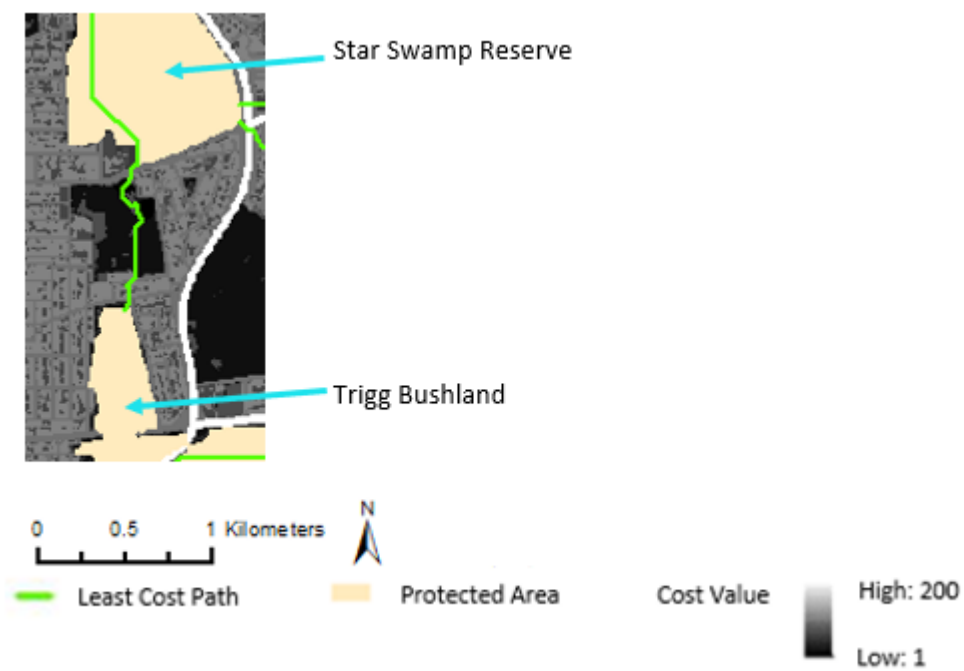 Star Swamp Reserve
Trigg Bushland
0 0.5 1 Kilometers
N
Least Cost Path
Protected Area
Cost Value
High: 200
Low: 1